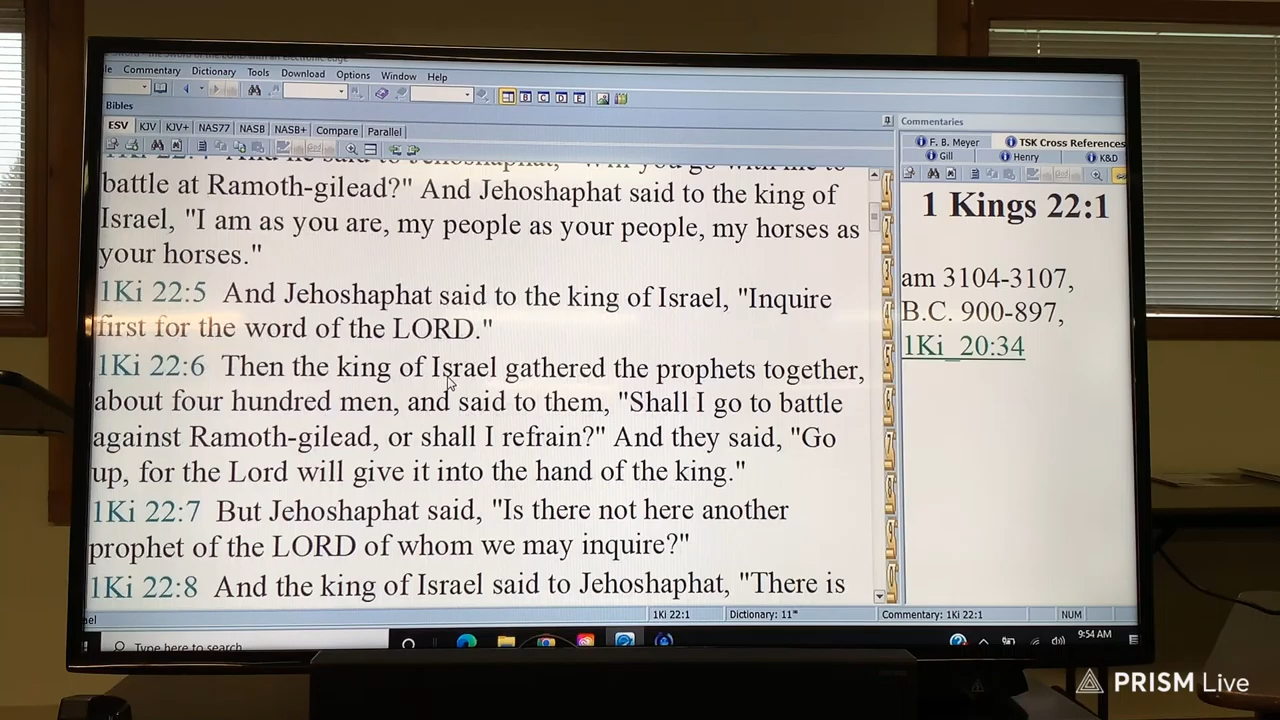 Commentary Dictionary Tools Download Options Window Help
Bibles
ESV KJV KJV+ NAS77 NASB NASB+ Compare Parallel
battle at Ramoth-gilead?" And Jehoshaphat said to the king of
Israel, "I am as you are, my people as your people, my horses as
your horses."
1Ki 22:5 And Jehoshaphat said to the king of Israel, "Inquire
first for the word of the LORD."
1Ki 22:6 Then the king of Israel gathered the prophets together,
about four hundred men, and said to them, "Shall I go to battle
against Ramoth-gilead, or shall I refrain?" And they said, "Go
up, for the Lord will give it into the hand of the king."
1Ki 22:7 But Jehoshaphat said, "Is there not here another
prophet of the LORD of whom we may inquire?"
1Ki 22:8 And the king of Israel said to Jehoshaphat, "There is
Commentaries
F. B. Meyer TSK Cross References
Gill Henry K&D
1 Kings 22:1
am 3104-3107,
B.C. 900-897,
1Ki_20:34
1Ki 22:1 Dictionary: 11* Commentary: 1Ki 22:1 NUM
Type here to search
9:54 AM
PRISM Live